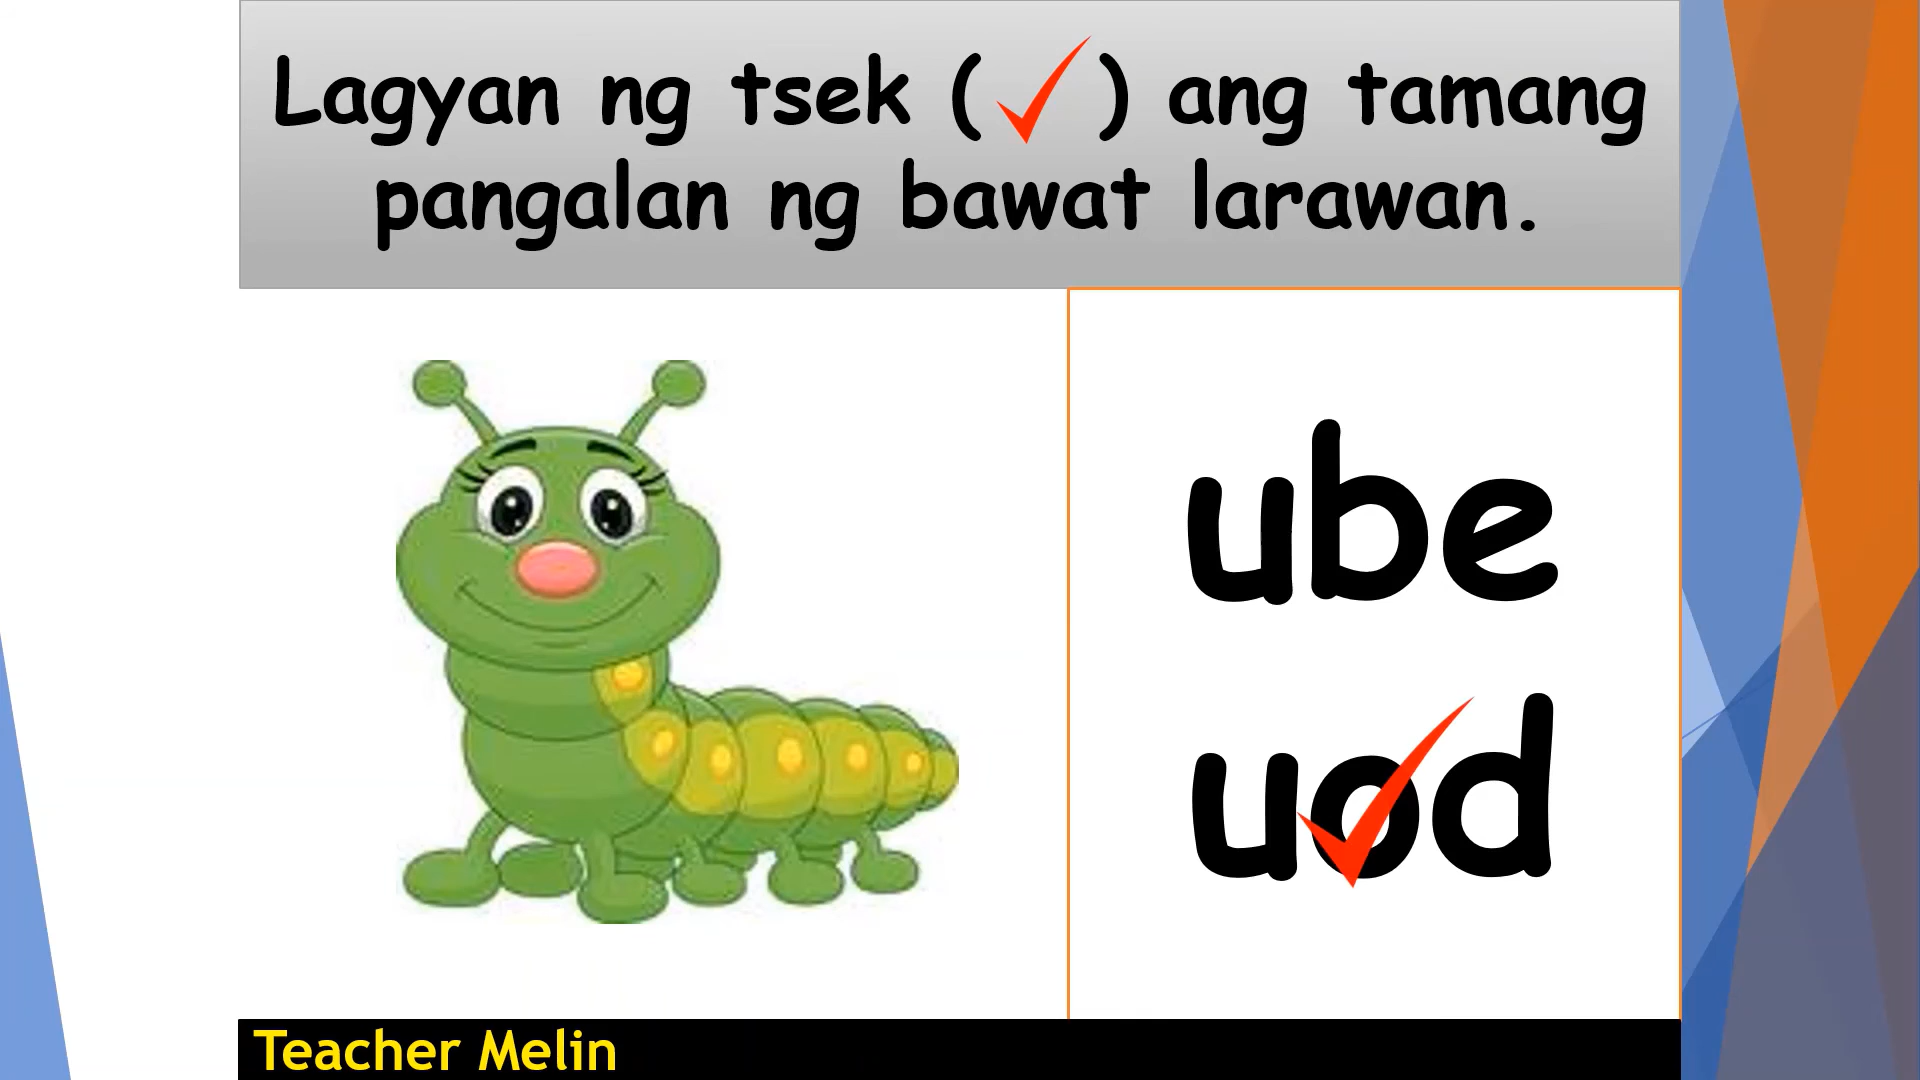 Lagyan ng tsek (✓) ang tamang
pangalan ng bawat larawan.
ube
uod
Teacher Melin